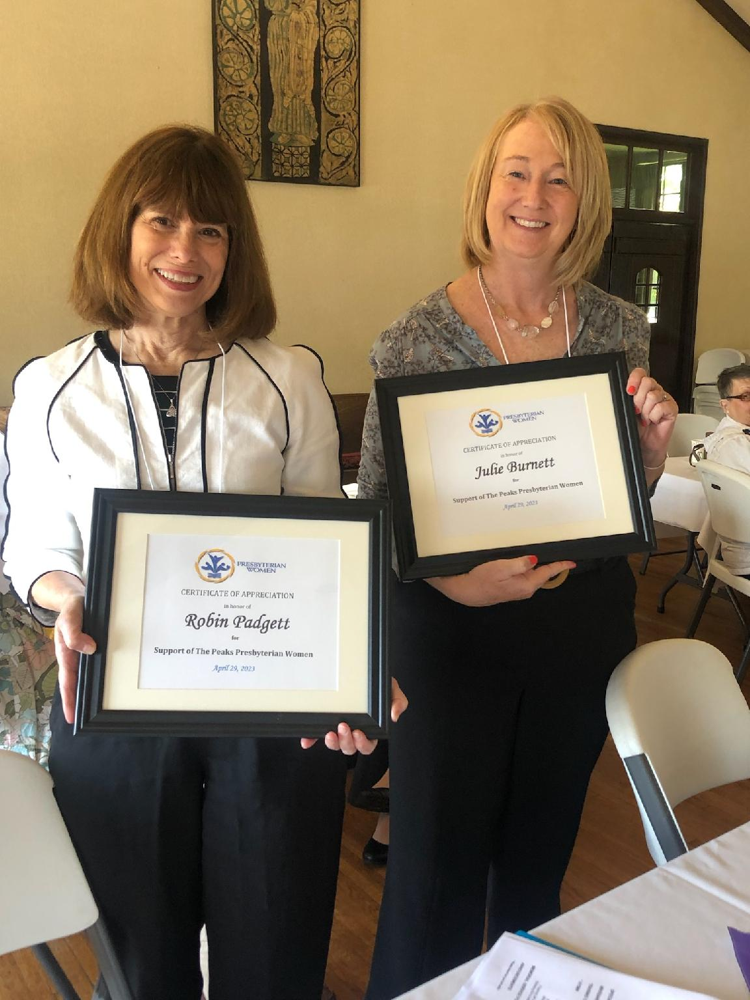 PRESBYTERIAN
WOMEN
CERTIFICATE OF APPRECIATION
in honor of
Robin Padgett
for
Support of The Peaks Presbyterian Women
April 29, 2023
PRESBYTERIAN
WOMEN
CERTIFICATE OF APPRECIATION
in honor of
Julie Burnett
for
Support of The Peaks Presbyterian Women
April 29, 2023